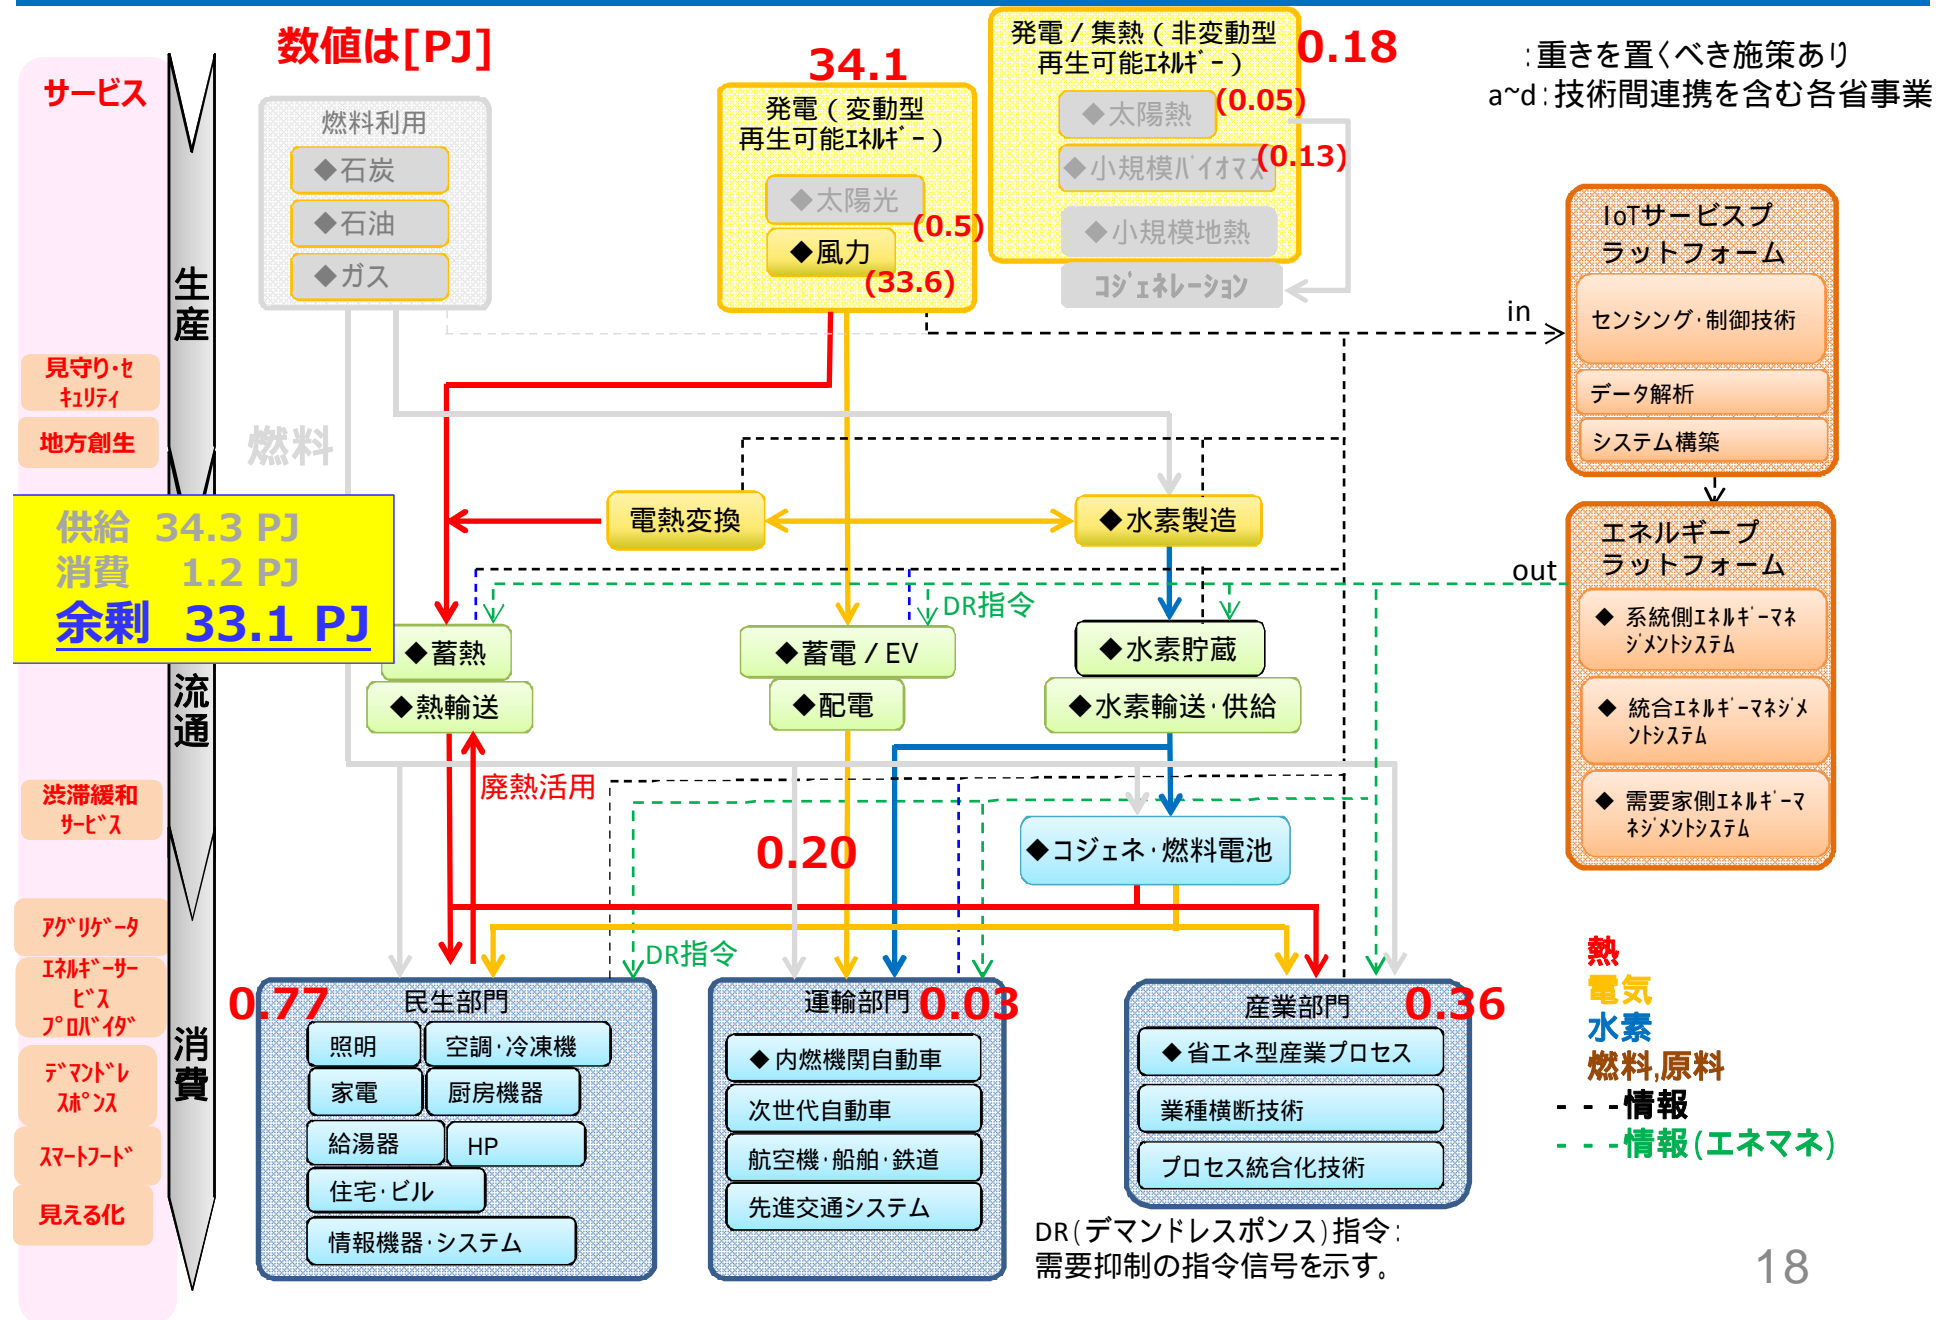 数値は[PJ]
サービス
見守り･セ
ｷｭﾘﾃｨ
地方創生
渋滞緩和
ｻｰﾋﾞｽ
ｱｸﾞﾘｹﾞｰﾀ
ｴﾈﾙｷﾞｰｻｰ
ﾋﾞｽ
ﾌﾟﾛﾊﾞｲﾀﾞ
ﾃﾞﾏﾝﾄﾞﾚ
ｽﾎﾟﾝｽ
ｽﾏｰﾄﾌｰﾄﾞ
見える化
生産
流通
消費
供給 34.3 PJ
消費 1.2 PJ
余剰 33.1 PJ
燃料利用
◆石炭
◆石油
◆ガス
燃料
34.1
発電(変動型
再生可能ｴﾈﾙｷﾞｰ)
◆太陽光
(0.5)
◆風力
(33.6)
発電/集熱(非変動型
再生可能ｴﾈﾙｷﾞｰ)
0.18
◆太陽熱
(0.05)
◆小規模ﾊﾞｲｵﾏｽ
(0.13)
◆小規模地熱
ｺｼﾞｪﾈﾚｰｼｮﾝ
:重きを置くべき施策あり
a~d:技術間連携を含む各省事業
in
IoTサービスプ
ラットフォーム
センシング･制御技術
データ解析
システム構築
電熱変換
◆水素製造
out
エネルギープ
ラットフォーム
◆ 系統側ｴﾈﾙｷﾞｰﾏﾈ
ｼﾞﾒﾝﾄｼｽﾃﾑ
◆ 統合ｴﾈﾙｷﾞｰﾏﾈｼﾞﾒ
ﾝﾄｼｽﾃﾑ
◆ 需要家側ｴﾈﾙｷﾞｰﾏ
ﾈｼﾞﾒﾝﾄｼｽﾃﾑ
DR指令
◆蓄熱
◆熱輸送
◆蓄電/EV
◆配電
◆水素貯蔵
◆水素輸送･供給
廃熱活用
0.20
◆コジェネ･燃料電池
DR指令
0.77
民生部門
照明
空調･冷凍機
家電
厨房機器
給湯器
HP
住宅･ビル
情報機器･システム
運輸部門
0.03
◆内燃機関自動車
次世代自動車
航空機･船舶･鉄道
先進交通システム
産業部門
0.36
◆省エネ型産業プロセス
業種横断技術
プロセス統合化技術
熱
電気
水素
燃料,原料
- - -情報
- - -情報(エネマネ)
DR(デマンドレスポンス)指令:
需要抑制の指令信号を示す。
18